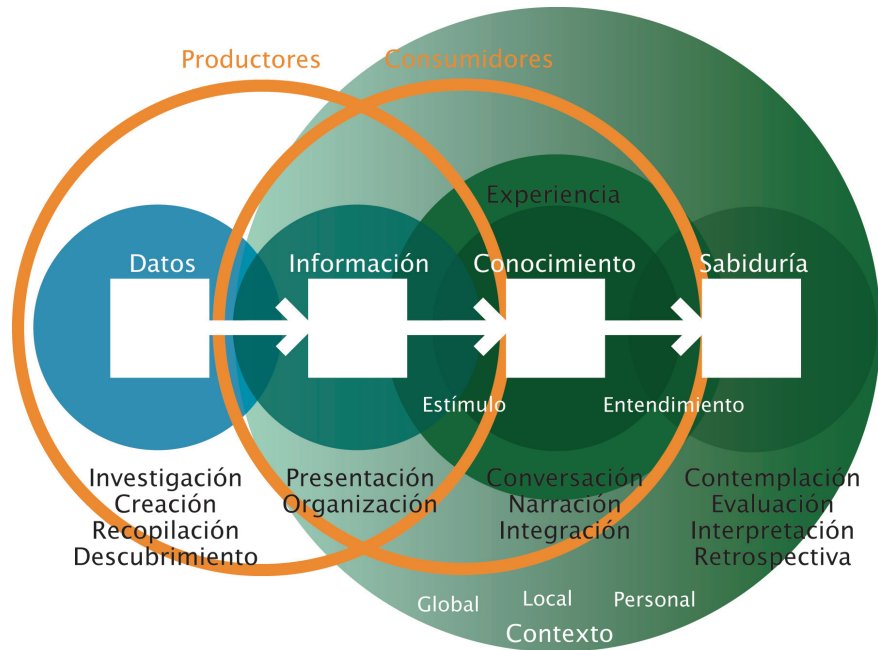 Productores
Consumidores
Experiencia
Datos
Información
Conocimiento
Sabiduría
Estímulo
Entendimiento
Investigación
Creación
Recopilación
Descubrimiento
Presentación
Organización
Conversación
Narración
Integración
Contemplación
Evaluación
Interpretación
Retrospectiva
Global
Local
Personal
Contexto